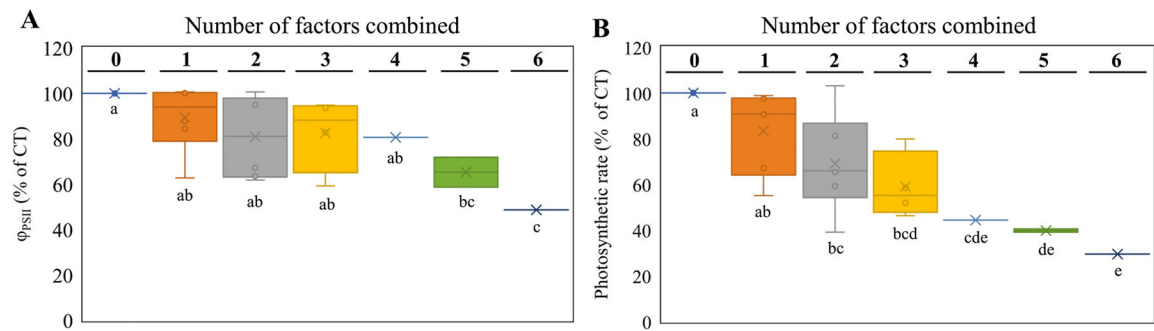 A
Number of factors combined
0 1 2 3 4 5 6
φPSII (% of CT)
120
100
80
60
40
20
0
a
ab
ab
ab
ab
bc
c
B
Number of factors combined
0 1 2 3 4 5 6
Photosynthetic rate (% of CT)
120
100
80
60
40
20
0
a
ab
bc
bcd
cde
de
e